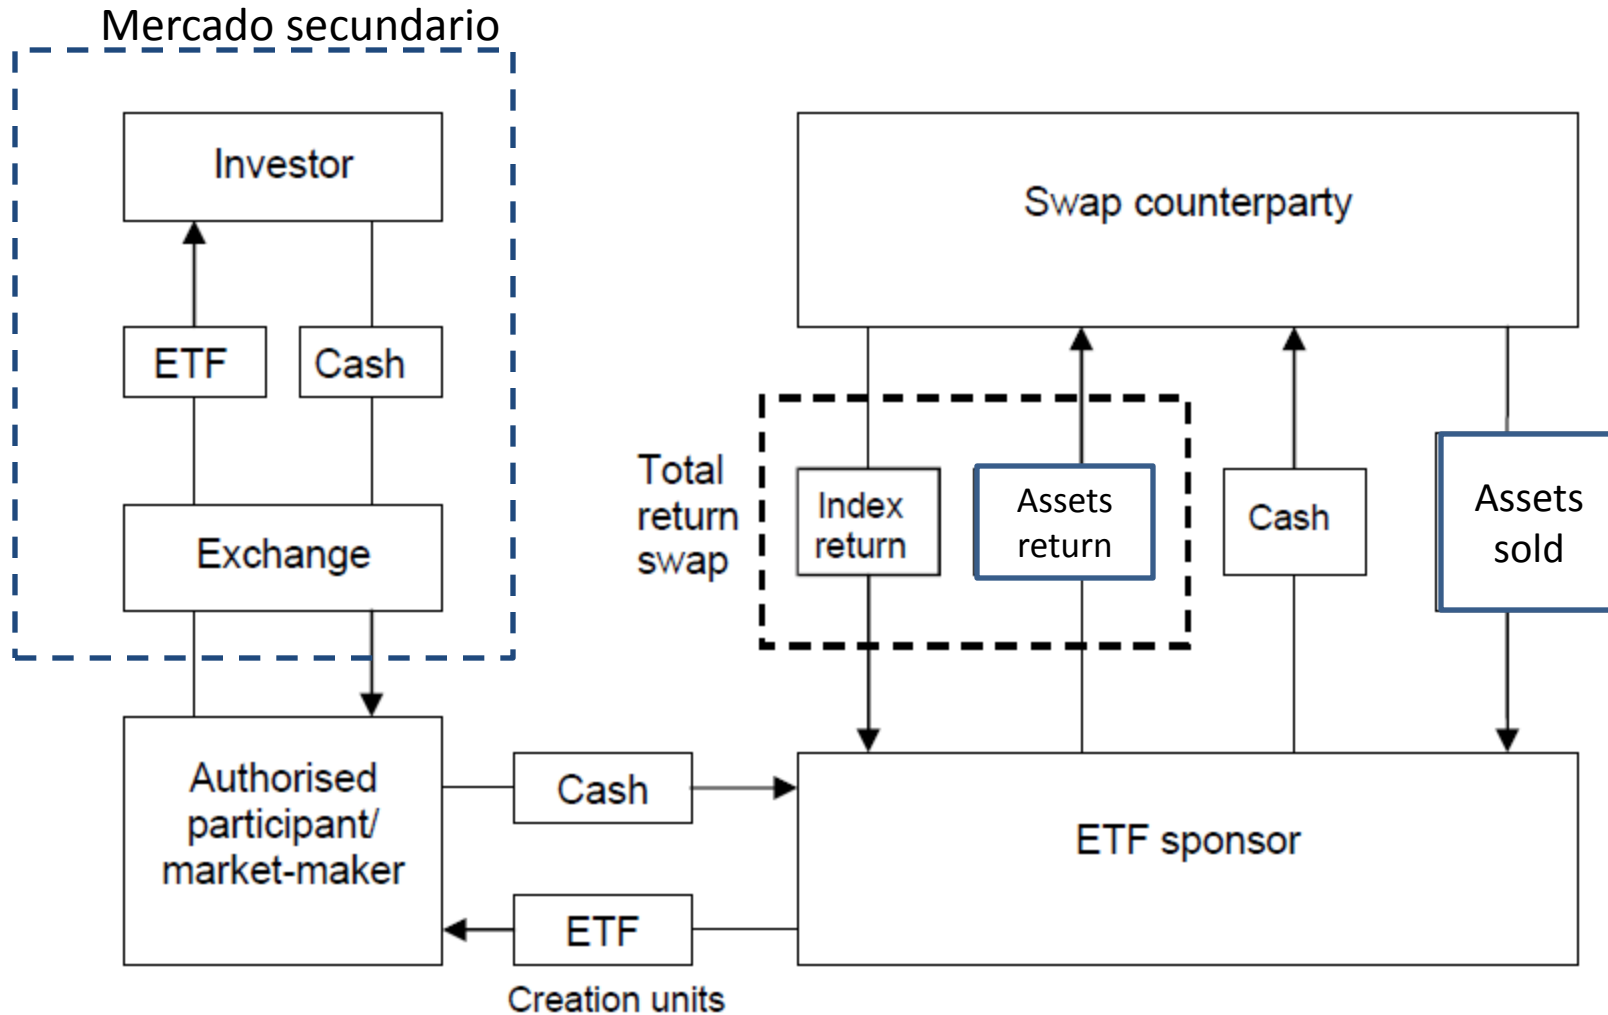 Mercado secundario
Investor
Swap counterparty
ETF
Cash
Total
return
swap
Index
return
Assets
return
Cash
Assets
sold
Exchange
Authorised
participant/
market-maker
Cash
ETF sponsor
ETF
Creation units